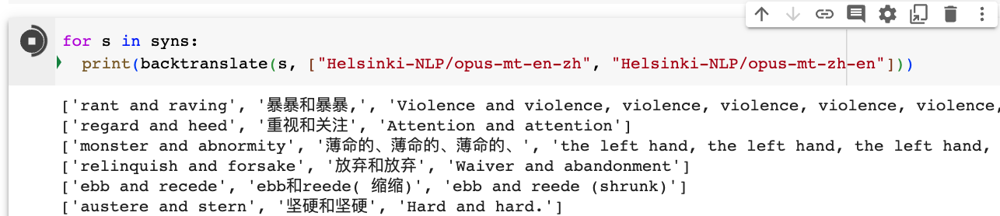 for s in syns:
print(backtranslate(s, ["Helsinki-NLP/opus-mt-en-zh", "Helsinki-NLP/opus-mt-zh-en"]))
['rant and raving', '暴暴和暴暴,', 'Violence and violence, violence, violence, violence, violence,
['regard and heed', '重视和关注', 'Attention and attention']
['monster and abnormity', '薄命的、薄命的、薄命的、', 'the left hand, the left hand, the left hand,
['relinquish and forsake', '放弃和放弃', 'Waiver and abandonment']
['ebb and recede', 'ebb和reede( 缩缩)', 'ebb and reede (shrunk)']
['austere and stern', '坚硬和坚硬', 'Hard and hard.']